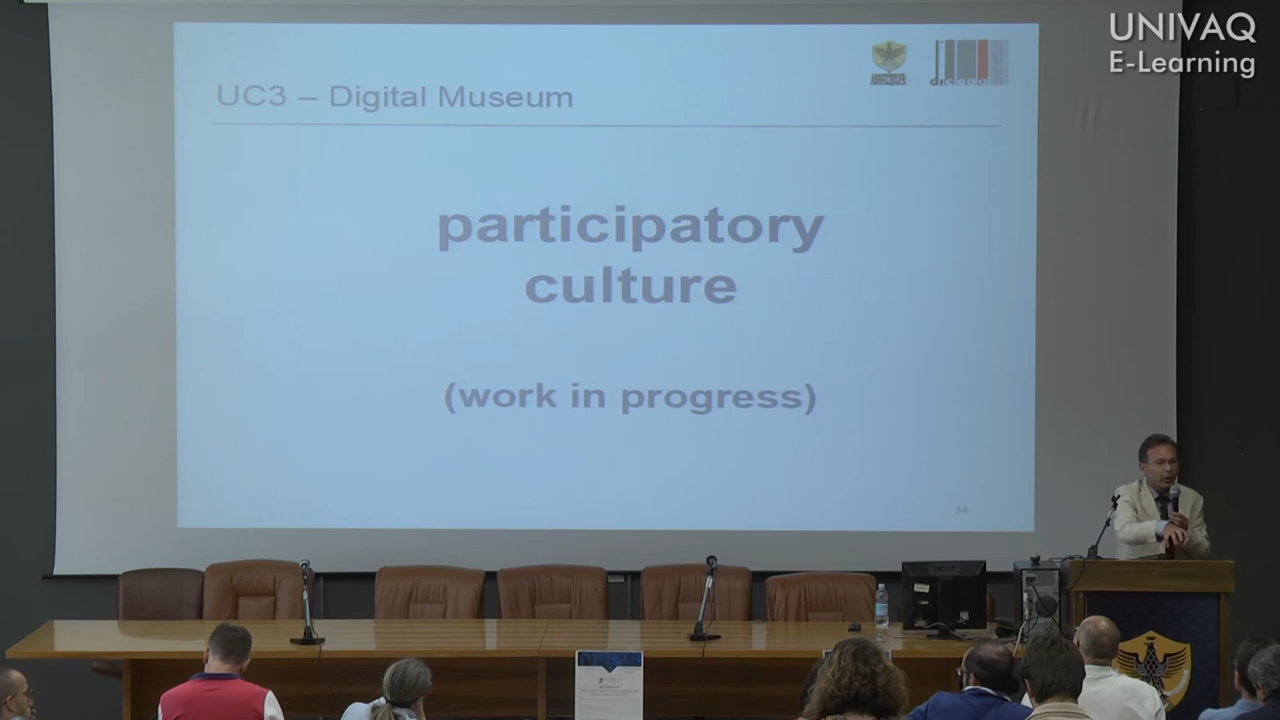 UNIVAQ
E-Learning
UC3 – Digital Museum
participatory
culture
(work in progress)
34